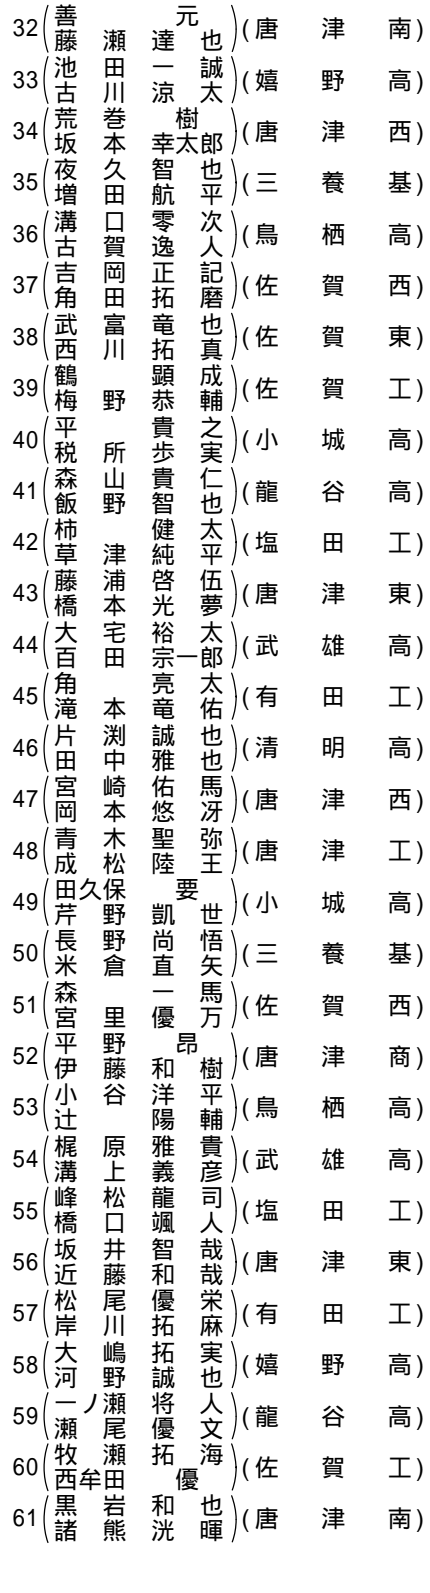 32 善 元 (唐津南)
藤瀬達也
33 池田一誠 (嬉野高)
古川涼太
34 荒巻 樹 (唐津西)
坂本幸太郎
35 夜久智也 (三養基)
増田航平
36 溝口零次 (鳥栖高)
古賀逸人
37 吉岡正記 (佐賀西)
角田拓磨
38 武富竜也 (佐賀東)
西川拓真
39 鶴 顕成 (佐賀工)
梅野恭輔
40 平 貴之 (小城高)
税所歩実
41 森山貴仁 (龍谷高)
飯野智也
42 柿 健太 (塩田工)
草津純平
43 藤浦啓伍 (唐津東)
橋本光夢
44 大宅裕太 (武雄高)
百田宗一郎
45 角 亮太 (有田工)
滝本竜佑
46 片渕誠也 (清明高)
田中雅也
47 宮崎佑馬 (唐津西)
岡本悠冴
48 青木聖弥 (唐津工)
成松陸王
49 田久保 要 (小城高)
芹野凱世
50 長野尚悟 (三養基)
米倉直矢
51 森 一馬 (佐賀西)
宮里優万
52 平野 昂 (唐津商)
伊藤和樹
53 小谷洋平 (鳥栖高)
辻 陽輔
54 梶原雅貴 (武雄高)
溝上義彦
55 峰松龍司 (塩田工)
橋口颯人
56 坂井智哉 (唐津東)
近藤和哉
57 松尾優栄 (有田工)
岸川拓麻
58 大嶋拓実 (嬉野高)
河野誠也
59 一ノ瀬将人 (龍谷高)
瀬尾優文
60 牧瀬拓海 (佐賀工)
西牟田 優
61 黒岩和也 (唐津南)
諸熊洸暉